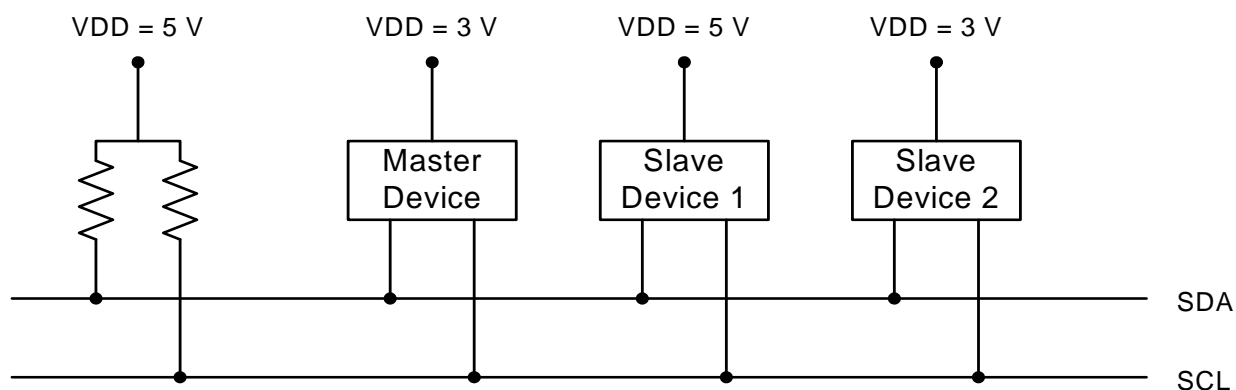 VDD = 5 V
VDD = 3 V
VDD = 5 V
VDD = 3 V
Master
Device
Slave
Device 1
Slave
Device 2
SDA
SCL